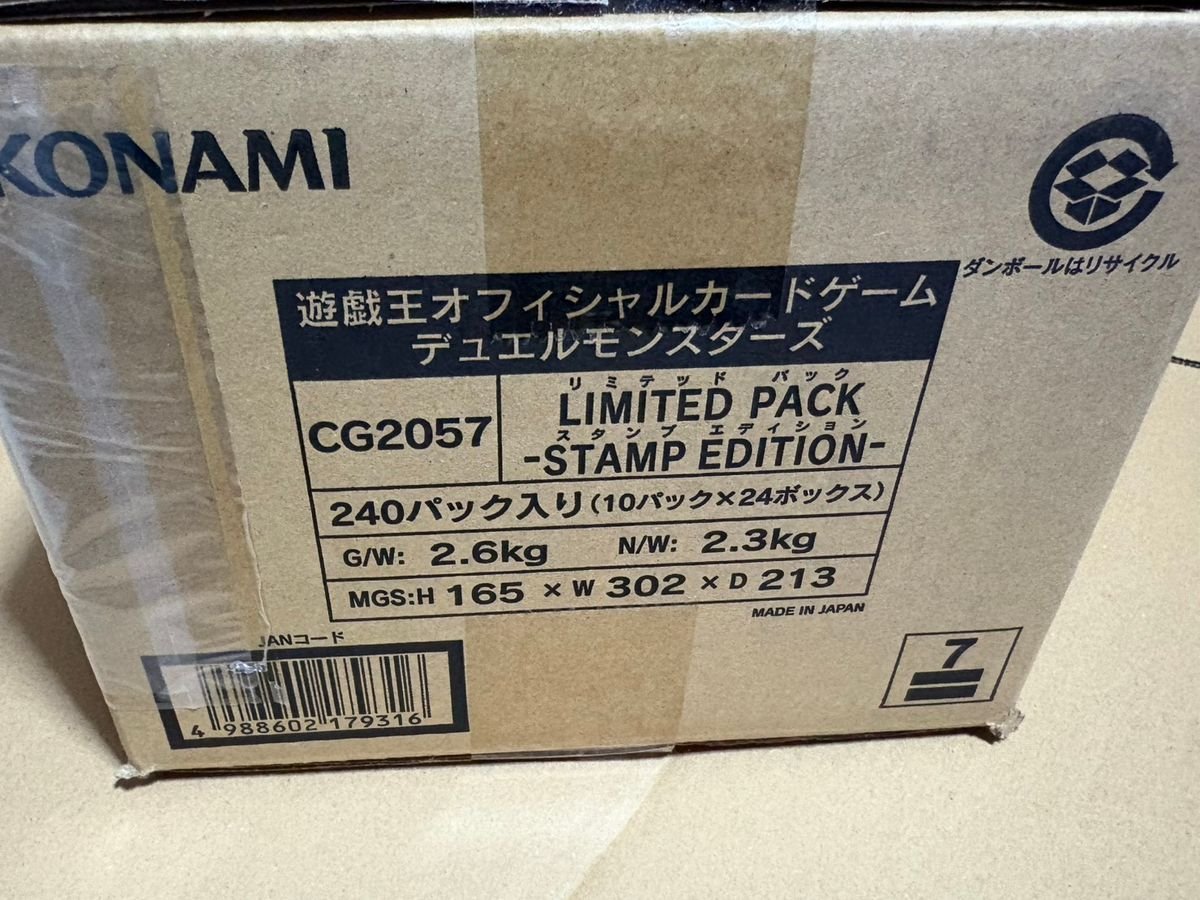 KONAMI
ダンボールはリサイクル
遊戯王オフィシャルカードゲーム
デュエルモンスターズ
CG2057
リミテッド パック
LIMITED PACK
スタンプ エディション
-STAMP EDITION-
240パック入り(10パック×24ボックス)
G/W: 2.6kg N/W: 2.3kg
MGS:H 165 × W 302 × D 213
MADE IN JAPAN
JANコード
4 988602 179316
7